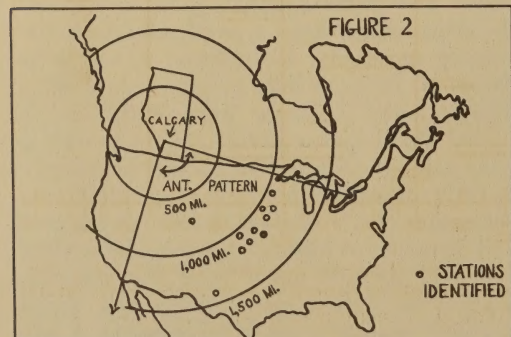 FIGURE 2
CALGARY
ANT. PATTERN
500 MI.
1,000 MI.
1,500 MI.
STATIONS
IDENTIFIED